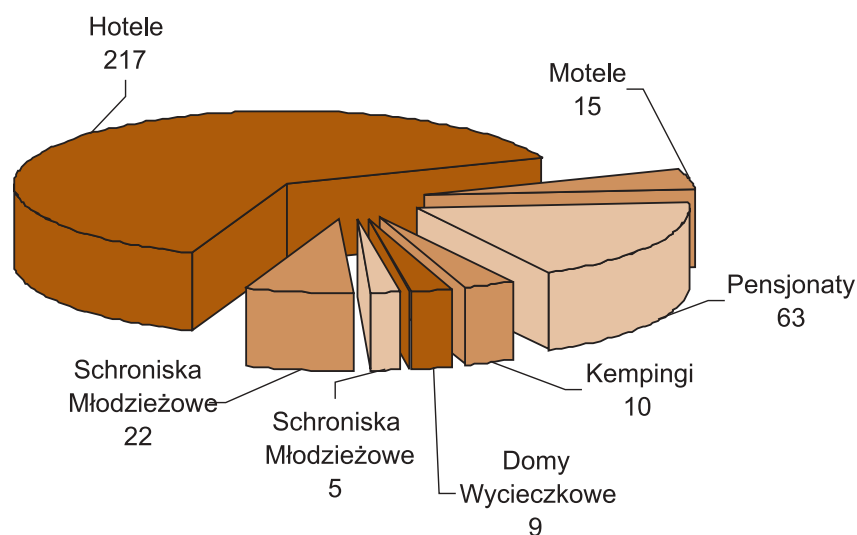 Hotele
217
Motele
15
Pensjonaty
63
Kempingi
10
Domy
Wycieczkowe
9
Schroniska
Młodzieżowe
5
Schroniska
Młodzieżowe
22